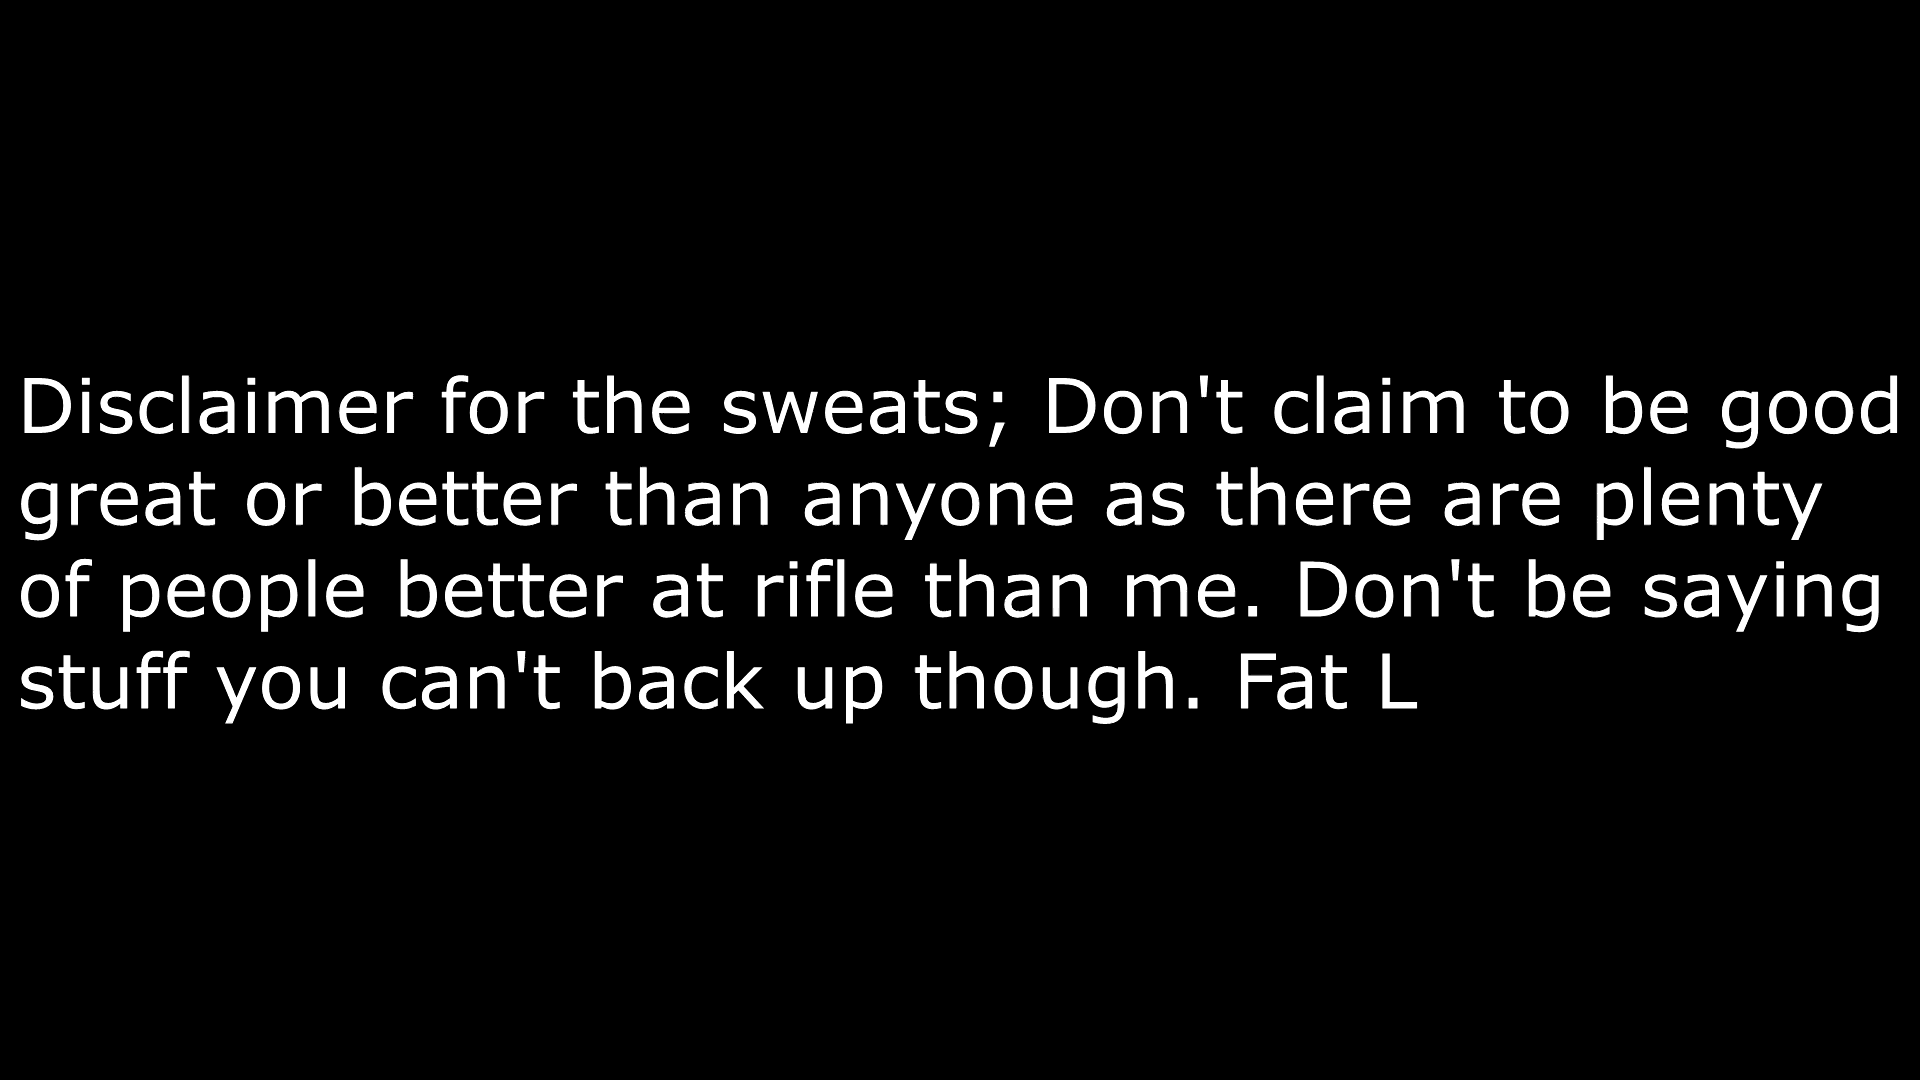 Disclaimer for the sweats; Don't claim to be good
great or better than anyone as there are plenty
of people better at rifle than me. Don't be saying
stuff you can't back up though. Fat L